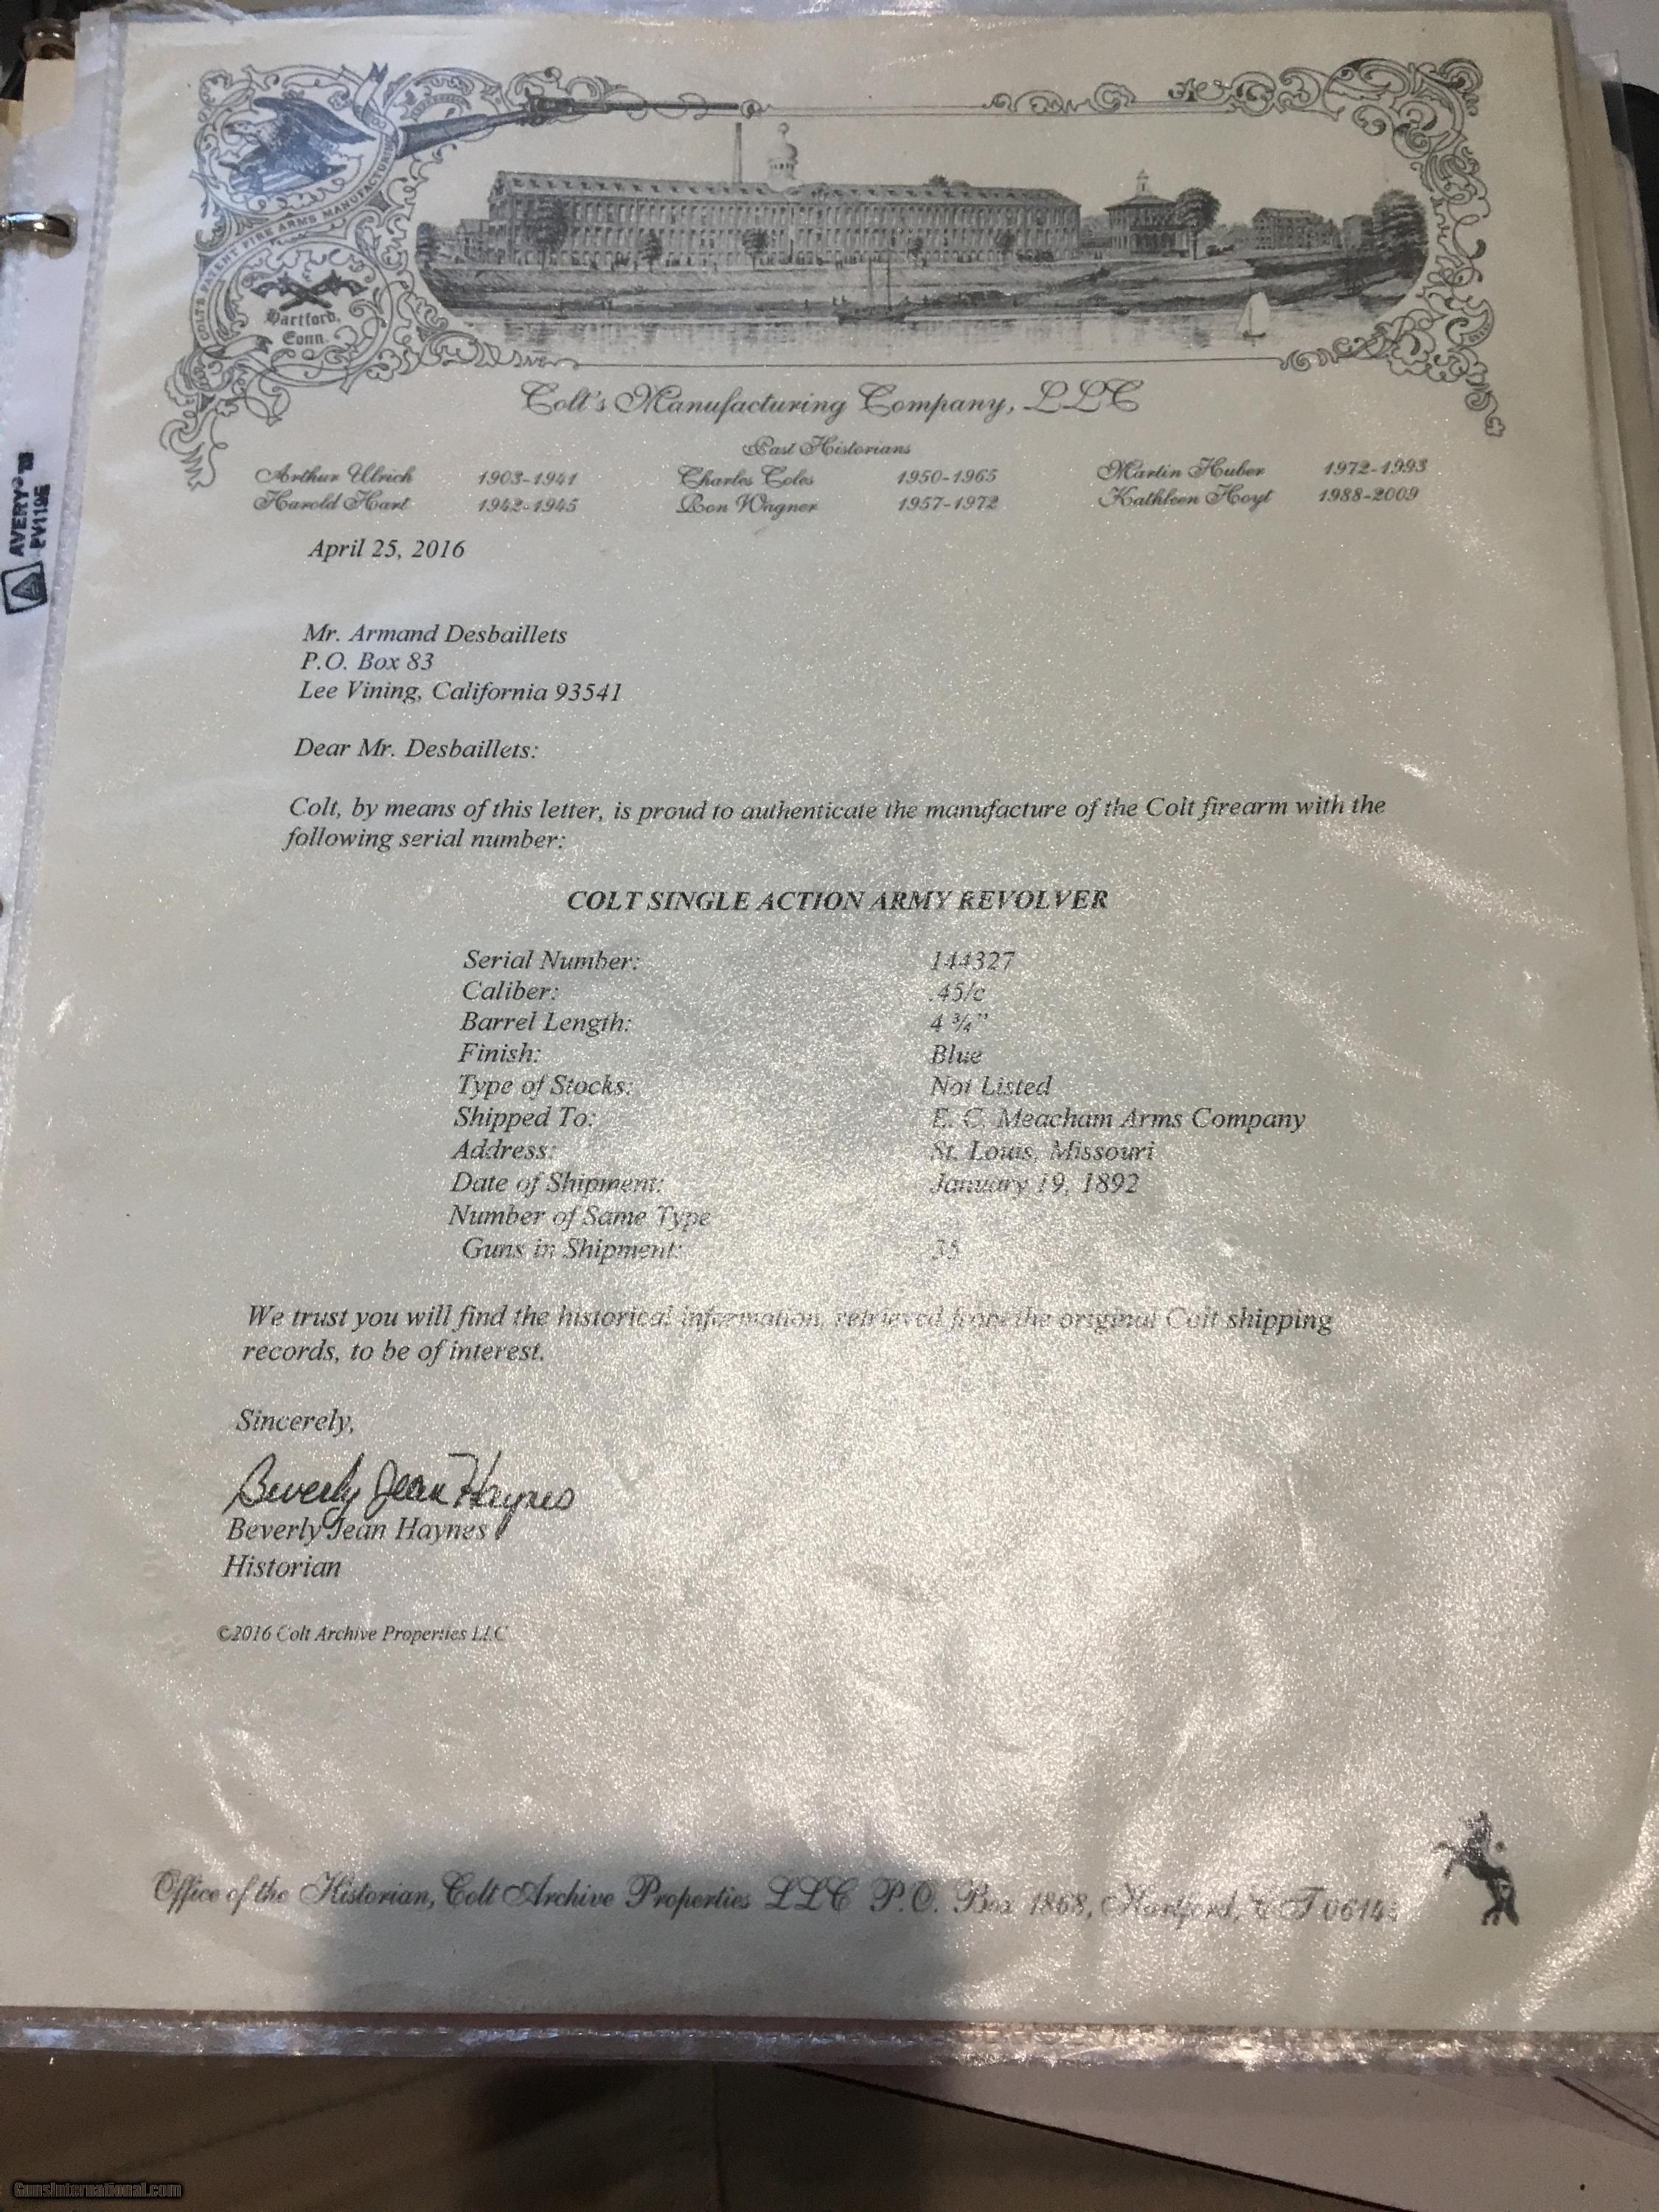 COLT'S PATENT FIRE ARMS MANUFACTURING
Hartford,
Conn.
Colt's Manufacturing Company, LLC
Past Historians
Arthur Ulrich 1903-1941 Charles Coles 1950-1965 Martin Huber 1972-1993
Harold Hart 1942-1945 Ron Wagner 1957-1972 Kathleen Hoyt 1988-2009
AVERY®
PV119E
April 25, 2016
Mr. Armand Desbaillets
P.O. Box 83
Lee Vining, California 93541
Dear Mr. Desbaillets:
Colt, by means of this letter, is proud to authenticate the manufacture of the Colt firearm with the
following serial number:
COLT SINGLE ACTION ARMY REVOLVER
Serial Number: 144327
Caliber: .45/c
Barrel Length: 4 ¾"
Finish: Blue
Type of Stocks: Not Listed
Shipped To: E. C. Meacham Arms Company
Address: St. Louis, Missouri
Date of Shipment: January 19, 1892
Number of Same Type
Guns in Shipment: 35
We trust you will find the historical information, retrieved from the original Colt shipping
records, to be of interest.
Sincerely,
Beverly Jean Haynes
Beverly Jean Haynes
Historian
©2016 Colt Archive Properties LLC
Office of the Historian, Colt Archive Properties LLC P.O. Box 1868, Hartford, CT
GunsInternational.com